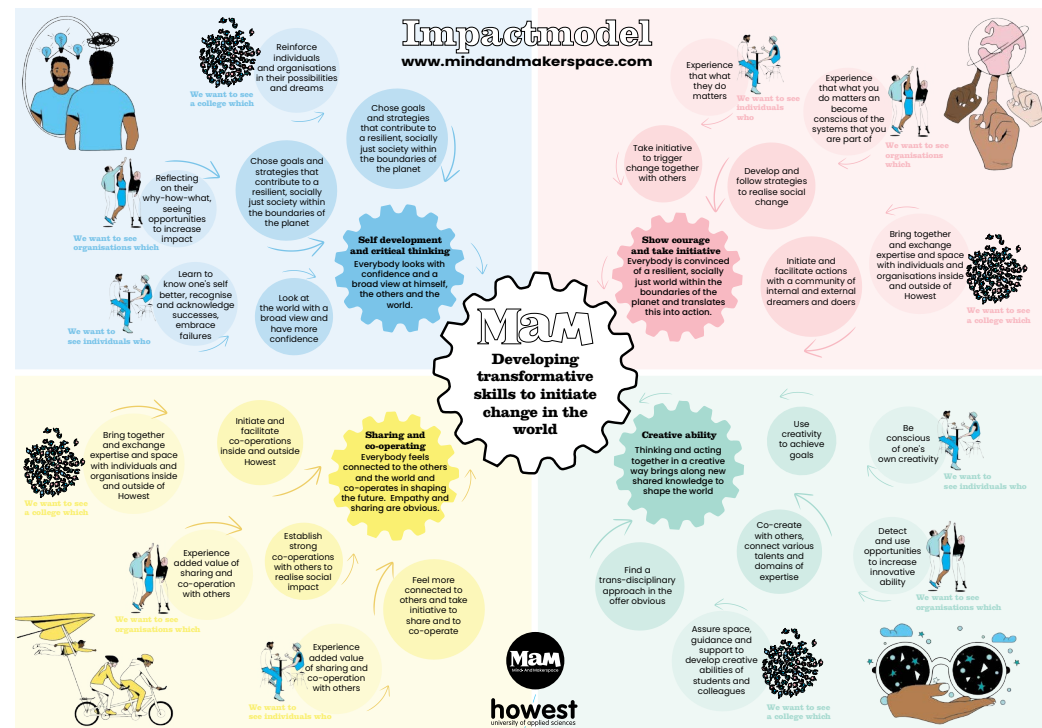 Impactmodel
www.mindandmakerspace.com
Reinforce
individuals
and organisations
in their possibilities
and dreams
We want to see
a college which
Chose goals
and strategies
that contribute to
a resilient, socially
just society within
the boundaries of
the planet
Chose goals and
strategies that
contribute to a
resilient, socially
just society within
the boundaries of
the planet
Reflecting
on their
why-how-what,
seeing
opportunities
to increase
impact
We want to see
organisations which
Self development
and critical thinking
Everybody looks with
confidence and a
broad view at himself,
the others and the
world.
Learn to
know one's self
better, recognise
and acknowledge
successes,
embrace
failures
We want to
see individuals who
Look at
the world with a
broad view and
have more
confidence
Experience
that what
they do
matters
We want to see
individuals
who
Experience
that what you
do matters an
become
conscious of the
systems that you
are part of
We want to see
organisations
which
Take initiative
to trigger
change together
with others
Develop and
follow strategies
to realise social
change
Show courage
and take initiative
Everybody is convinced
of a resilient, socially
just world within the
boundaries of the
planet and translates
this into action.
Initiate and
facilitate actions
with a community of
internal and external
dreamers and doers
Bring together
and exchange
expertise and space
with individuals and
organisations inside
and outside of
Howest
We want to see
a college which
MaM
Developing
transformative
skills to initiate
change in the
world
Bring together
and exchange
expertise and space
with individuals and
organisations inside
and outside of
Howest
We want to see
a college which
Initiate and
facilitate
co-operations
inside and outside
Howest
Sharing and
co-operating
Everybody feels
connected to the others
and the world and
co-operates in shaping
the future. Empathy and
sharing are obvious.
Experience
added value of
sharing and
co-operation
with others
We want to see
organisations which
Establish
strong
co-operations
with others to
realise social
impact
Feel more
connected to
others and take
initiative to
share and to
co-operate
Experience
added value
of sharing and
co-operation
with others
We want to
see individuals who
Creative ability
Thinking and acting
together in a creative
way brings along new
shared knowledge to
shape the world
Use
creativity
to achieve
goals
Be
conscious
of one's
own creativity
We want to
see individuals who
Co-create
with others,
connect various
talents and
domains of
expertise
Detect
and use
opportunities
to increase
innovative
ability
We want to see
organisations which
Find a
trans-disciplinary
approach in the
offer obvious
Assure space,
guidance and
support to
develop creative
abilities of
students and
colleagues
We want to see
a college which
MaM
Mind- And Makerspace
howest
university of applied sciences